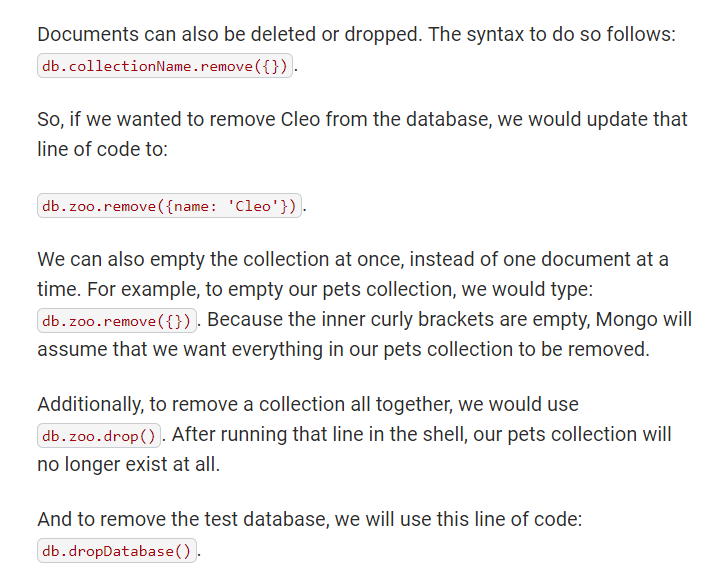 Documents can also be deleted or dropped. The syntax to do so follows:
db.collectionName.remove({}).
So, if we wanted to remove Cleo from the database, we would update that
line of code to:
db.zoo.remove({name: 'Cleo'}).
We can also empty the collection at once, instead of one document at a
time. For example, to empty our pets collection, we would type:
db.zoo.remove({}). Because the inner curly brackets are empty, Mongo will
assume that we want everything in our pets collection to be removed.
Additionally, to remove a collection all together, we would use
db.zoo.drop(). After running that line in the shell, our pets collection will
no longer exist at all.
And to remove the test database, we will use this line of code:
db.dropDatabase().